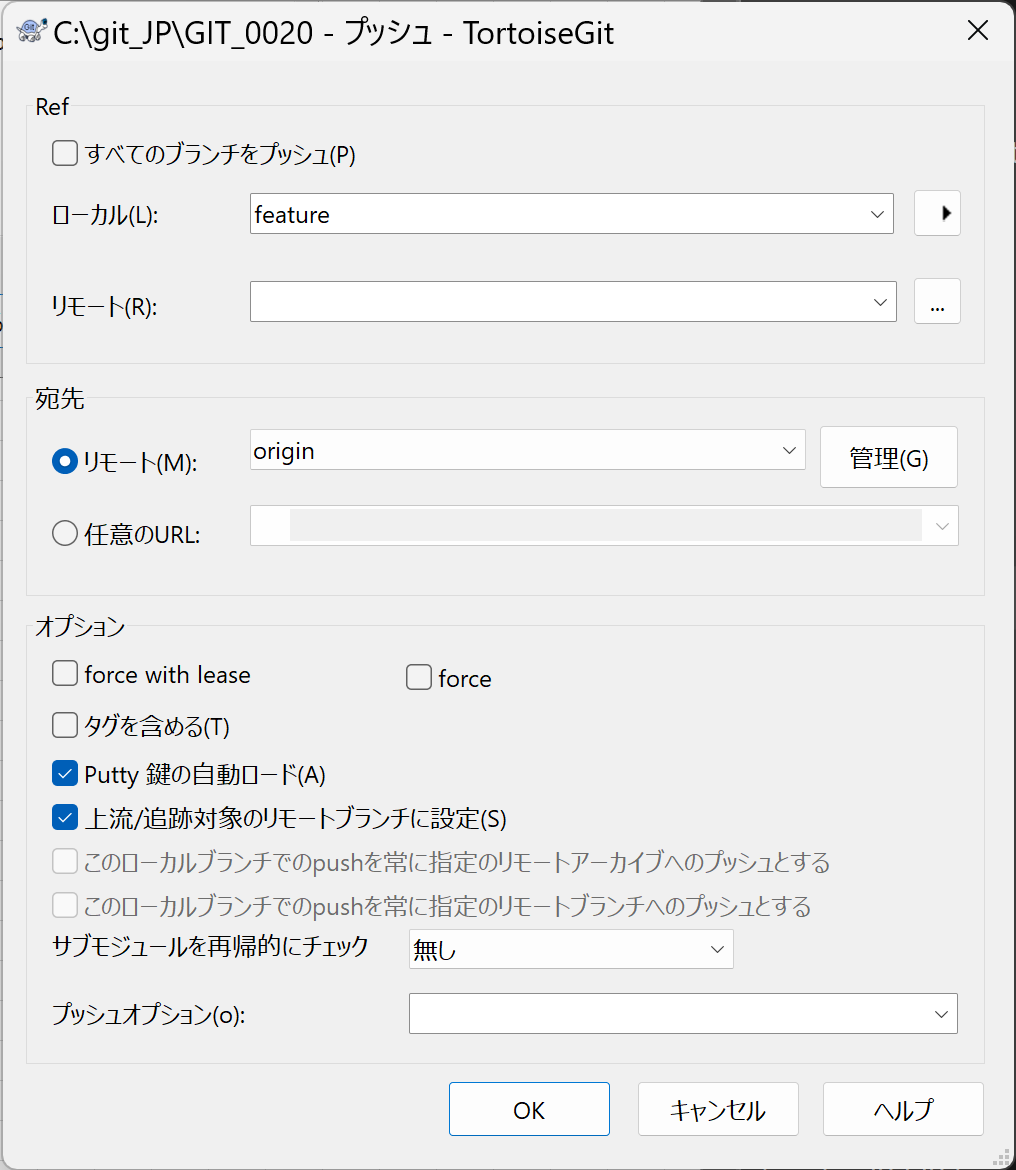 C:\git_JP\GIT_0020 - プッシュ - TortoiseGit
Ref
すべてのブランチをプッシュ(P)
ローカル(L):
feature
リモート(R):
...
宛先
リモート(M):
origin
管理(G)
任意のURL:
オプション
force with lease
force
タグを含める(T)
Putty 鍵の自動ロード(A)
上流/追跡対象のリモートブランチに設定(S)
このローカルブランチでのpushを常に指定のリモートアーカイブへのプッシュとする
このローカルブランチでのpushを常に指定のリモートブランチへのプッシュとする
サブモジュールを再帰的にチェック
無し
プッシュオプション(o):
OK
キャンセル
ヘルプ